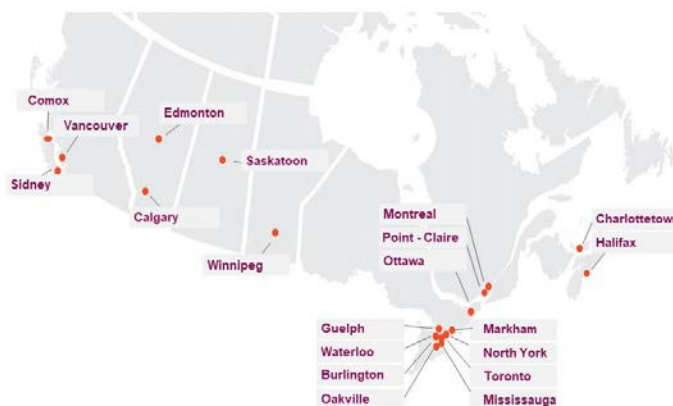 Comox
Vancouver
Edmonton
Saskatoon
Sidney
Calgary
Winnipeg
Montreal
Point - Claire
Ottawa
Charlottetown
Halifax
Guelph
Waterloo
Burlington
Oakville
Markham
North York
Toronto
Mississauga